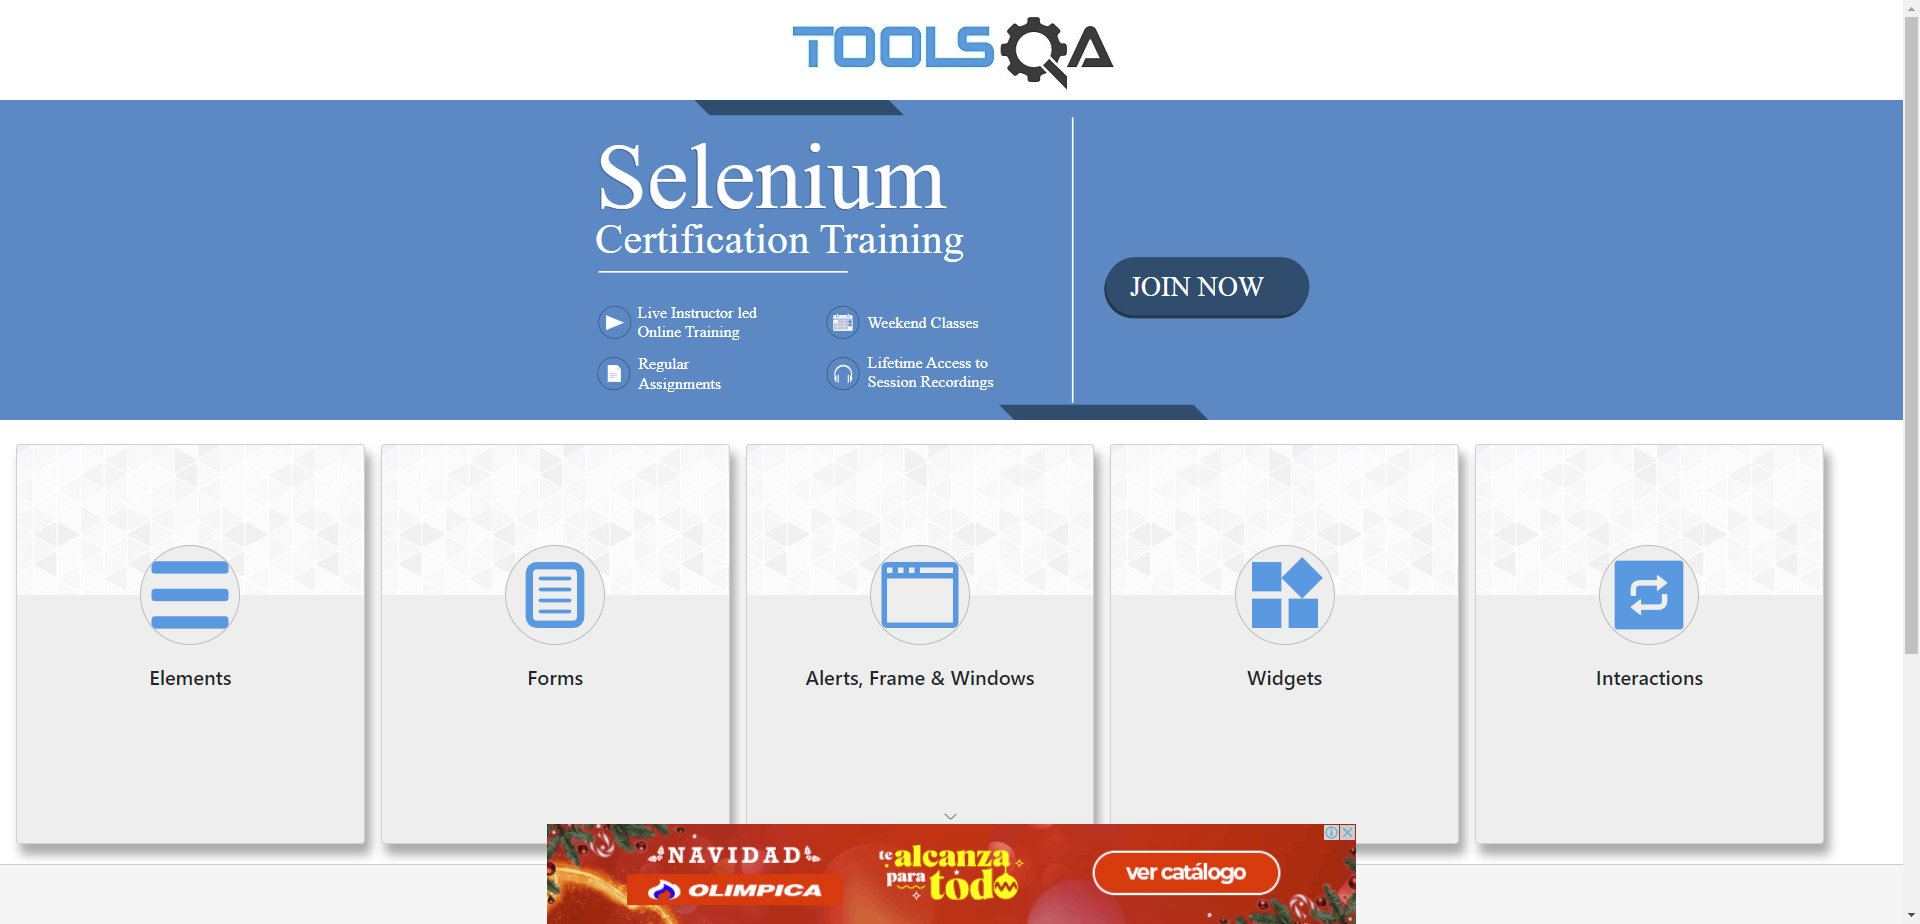 TOOLSQA
Selenium
Certification Training
Live Instructor led
Online Training
Weekend Classes
Regular
Assignments
Lifetime Access to
Session Recordings
JOIN NOW
Elements
Forms
Alerts, Frame & Windows
Widgets
Interactions
NAVIDAD
OLIMPICA
te alcanza
para todo
ver catálogo